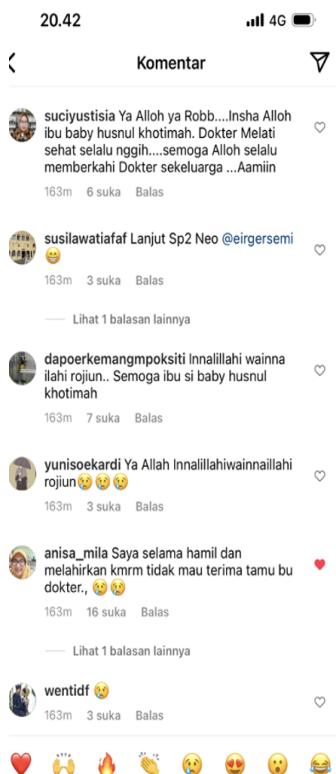 20.42
4G
Komentar
suciyustisia Ya Alloh ya Robb....Insha Alloh
ibu baby husnul khotimah. Dokter Melati
sehat selalu nggih....semoga Alloh selalu
memberkahi Dokter sekeluarga ...Aamiin
163m 6 suka Balas
susilawatiafaf Lanjut Sp2 Neo @eirgersemi
😀
163m 3 suka Balas
Lihat 1 balasan lainnya
dapoerkemangmpoksiti Innalillahi wainna
ilahi rojiun.. Semoga ibu si baby husnul
khotimah
163m 7 suka Balas
yunisoekardi Ya Allah Innalillahiwainnaillahi
rojiun😢😢😢
163m 3 suka Balas
anisa_mila Saya selama hamil dan
melahirkan kmrm tidak mau terima tamu bu
dokter., 😢😢
163m 16 suka Balas
Lihat 1 balasan lainnya
wentidf 😢
163m 3 suka Balas